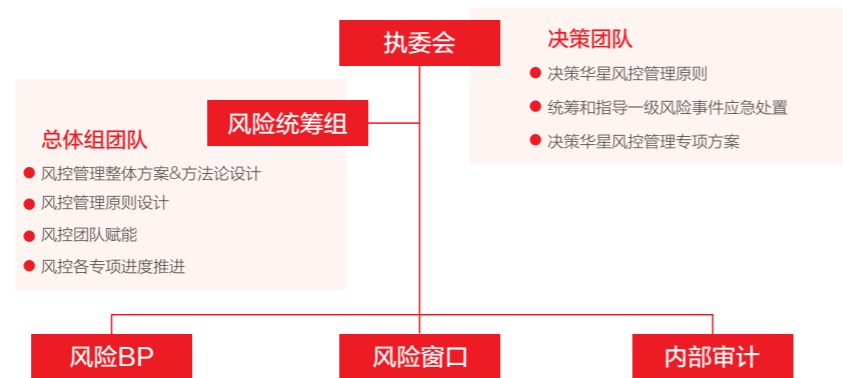 执委会
决策团队
决策华星风控管理原则
统筹和指导一级风险事件应急处置
决策华星风控管理专项方案
风险统筹组
总体组团队
风控管理整体方案&方法论设计
风控管理原则设计
风控团队赋能
风控各专项进度推进
风险BP
风险窗口
内部审计